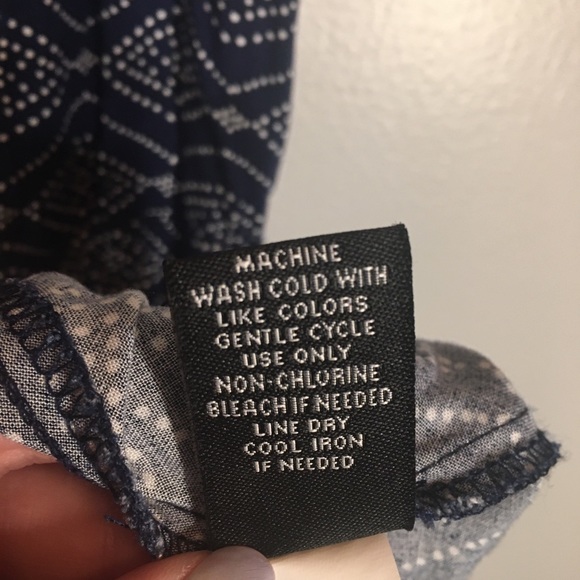 MACHINE
WASH COLD WITH
LIKE COLORS
GENTLE CYCLE
USE ONLY
NON-CHLORINE
BLEACH IF NEEDED
LINE DRY
COOL IRON
IF NEEDED